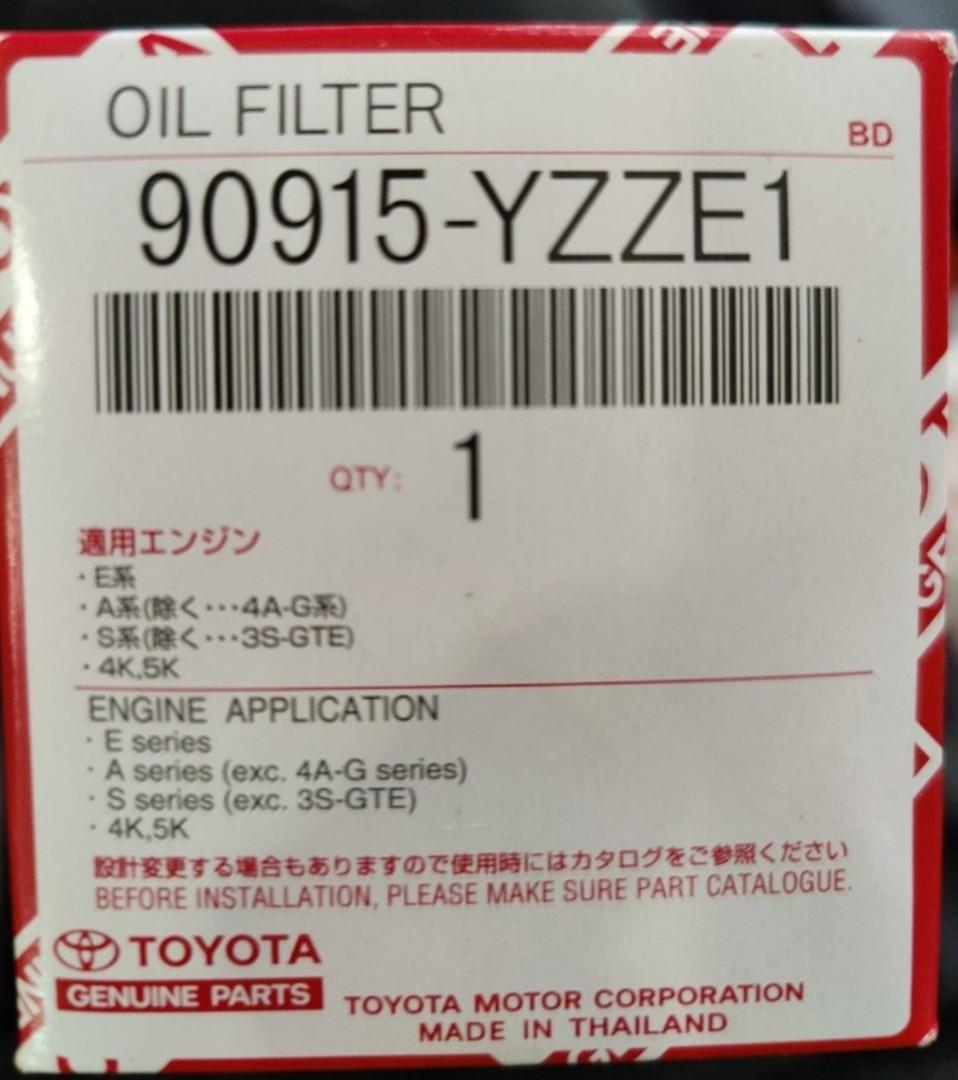 OIL FILTER
BD
90915-YZZE1
QTY: 1
適用エンジン
・E系
・A系(除く・・・4A-G系)
・S系(除く・・・3S-GTE)
・4K,5K
ENGINE APPLICATION
· E series
· A series (exc. 4A-G series)
· S series (exc. 3S-GTE)
· 4K,5K
設計変更する場合もありますので使用時にはカタログをご参照ください
BEFORE INSTALLATION, PLEASE MAKE SURE PART CATALOGUE.
TOYOTA
GENUINE PARTS
TOYOTA MOTOR CORPORATION
MADE IN THAILAND